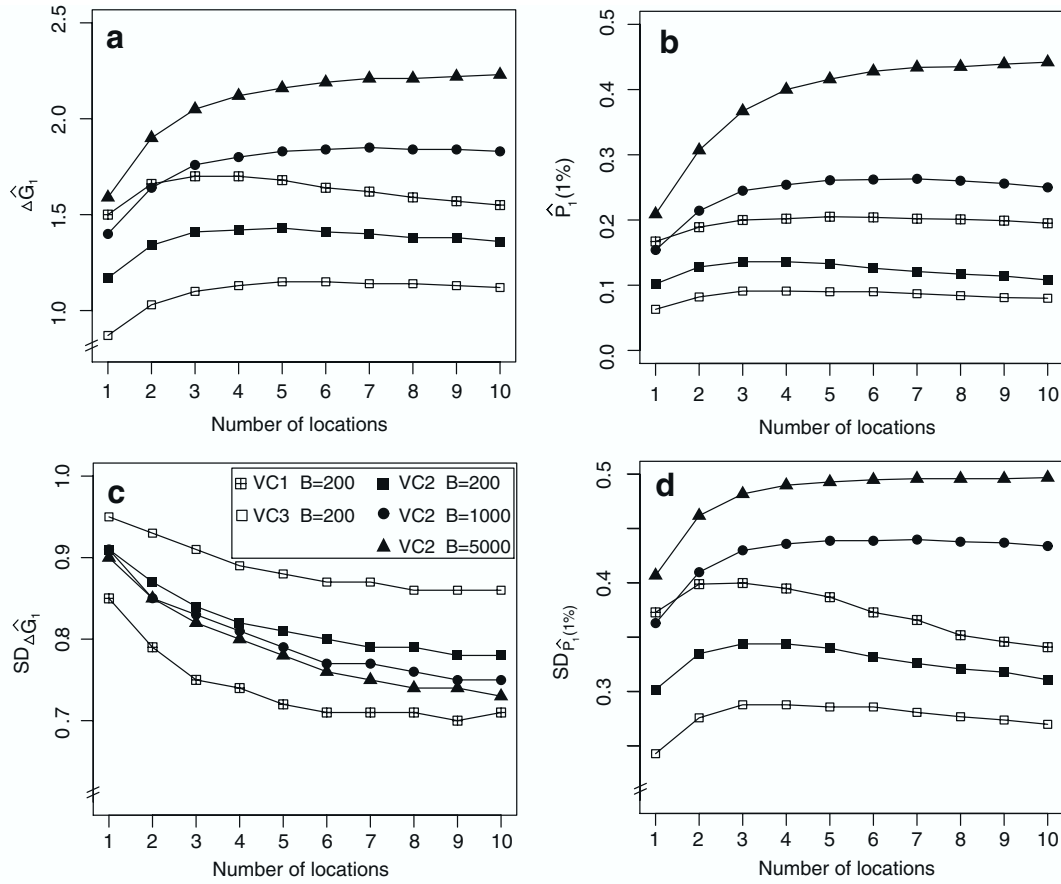 a
2.5
2.0
1.5
1.0
ΔĜ₁
1 2 3 4 5 6 7 8 9 10
Number of locations
b
0.5
0.4
0.3
0.2
0.1
0.0
P̂₁(1%)
1 2 3 4 5 6 7 8 9 10
Number of locations
c
1.0
0.9
0.8
0.7
SD ΔĜ₁
VC1 B=200
VC2 B=200
VC3 B=200
VC2 B=1000
VC2 B=5000
1 2 3 4 5 6 7 8 9 10
Number of locations
d
0.5
0.4
0.3
SD P̂₁(1%)
1 2 3 4 5 6 7 8 9 10
Number of locations